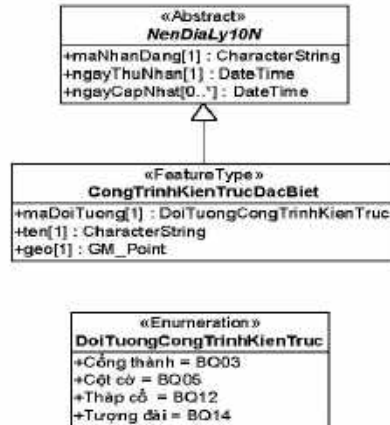 «Abstract»
NenDiaLy10N
+maNhanDang[1] : CharacterString
+ngayThuNhan[1] : DateTime
+ngayCapNhat[0..*] : DateTime
«FeatureType»
CongTrinhKienTrucDacBiet
+maDoiTuong[1] : DoiTuongCongTrinhKienTruc
+ten[1] : CharacterString
+geo[1] : GM_Point
«Enumeration»
DoiTuongCongTrinhKienTruc
+Cổng thành = BQ03
+Cột cờ = BQ05
+Tháp cổ = BQ12
+Tượng đài = BQ14